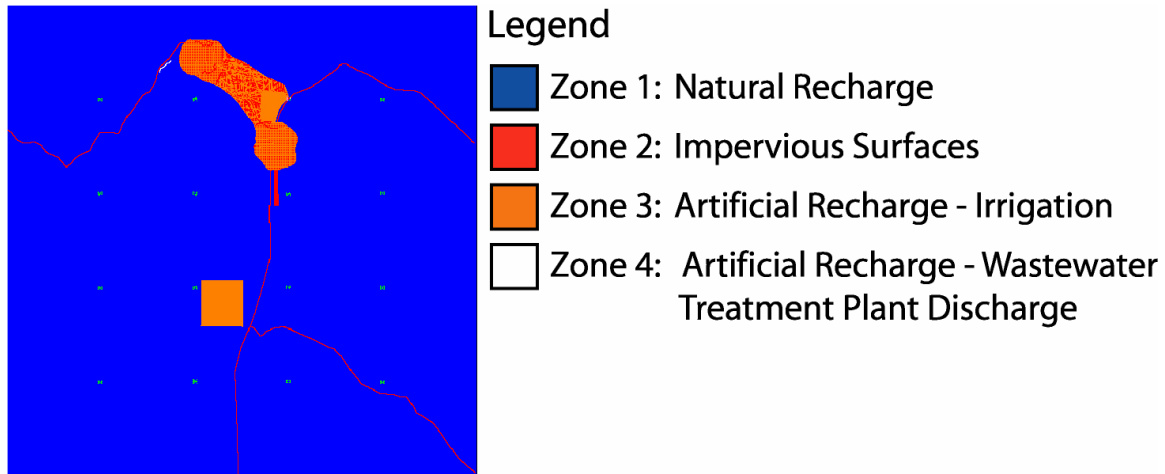 Legend
Zone 1: Natural Recharge
Zone 2: Impervious Surfaces
Zone 3: Artificial Recharge - Irrigation
Zone 4: Artificial Recharge - Wastewater
Treatment Plant Discharge